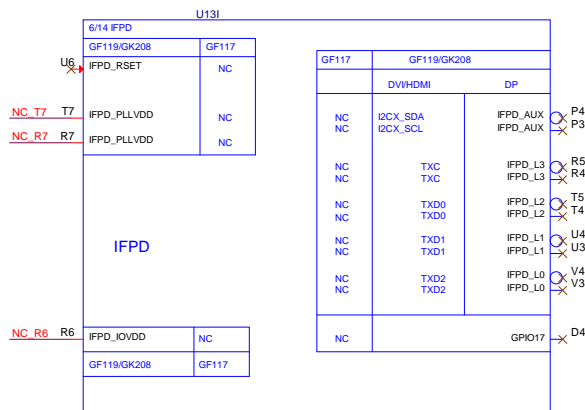 U13I
6/14 IFPD
GF119/GK208 GF117
U6 IFPD_RSET NC
NC_T7 T7 IFPD_PLLVDD NC
NC_R7 R7 IFPD_PLLVDD NC
IFPD
NC_R6 R6 IFPD_IOVDD NC
GF119/GK208 GF117
GF117 GF119/GK208
DVI/HDMI DP
NC I2CX_SDA IFPD_AUX P4
NC I2CX_SCL IFPD_AUX P3
NC TXC IFPD_L3 R5
NC TXC IFPD_L3 R4
NC TXD0 IFPD_L2 T5
NC TXD0 IFPD_L2 T4
NC TXD1 IFPD_L1 U4
NC TXD1 IFPD_L1 U3
NC TXD2 IFPD_L0 V4
NC TXD2 IFPD_L0 V3
NC GPIO17 D4